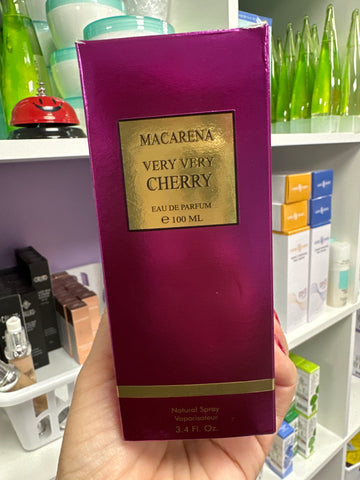 MACARENA
VERY VERY
CHERRY
EAU DE PARFUM
℮ 100 ML
Natural Spray
Vaporisateur
3.4 Fl. Oz.